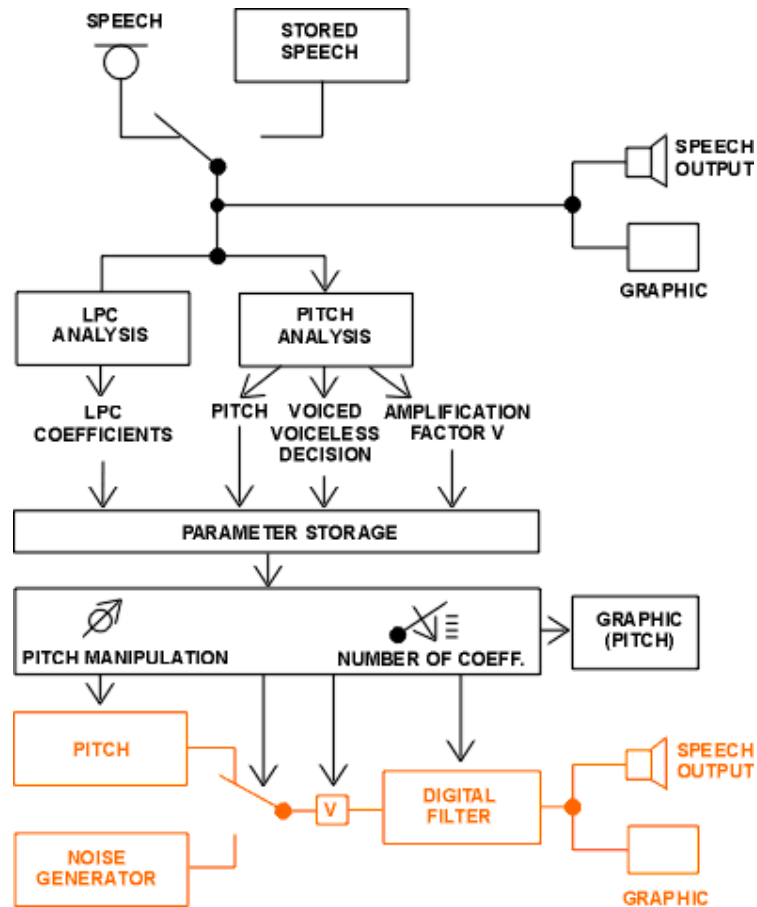 SPEECH
STORED
SPEECH
SPEECH
OUTPUT
GRAPHIC
LPC
ANALYSIS
PITCH
ANALYSIS
LPC
COEFFICIENTS
PITCH
VOICED
VOICELESS
DECISION
AMPLIFICATION
FACTOR V
PARAMETER STORAGE
PITCH MANIPULATION
NUMBER OF COEFF.
GRAPHIC
(PITCH)
PITCH
NOISE
GENERATOR
V
DIGITAL
FILTER
SPEECH
OUTPUT
GRAPHIC